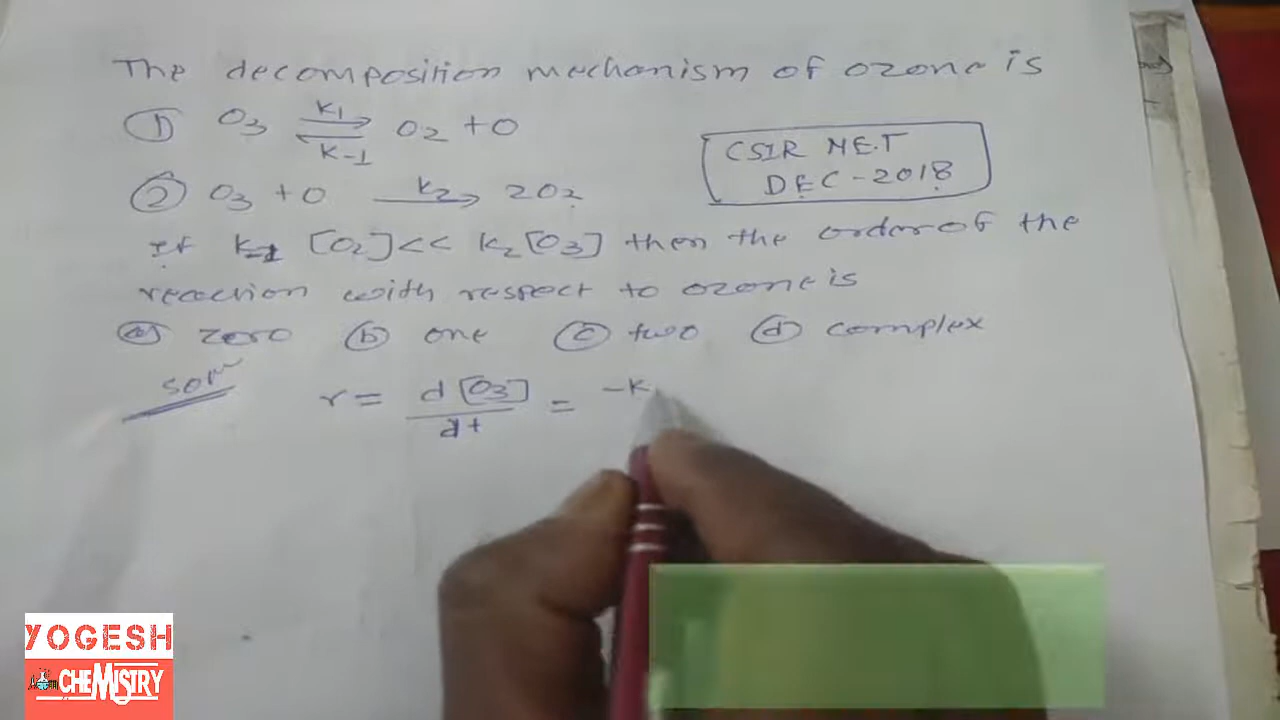 The decomposition mechanism of ozone is
① O3 ⇌ O2 + O
K1
K-1
② O3 + O → 2O2
K2
CSIR NET
DEC-2018
If K-1 [O2] << K2 [O3] then the order of the
reaction with respect to ozone is
ⓐ zero ⓑ one ⓒ two ⓓ complex
Solⁿ
r = d[O3]/dt = -K
YOGESH
CHEMISTRY